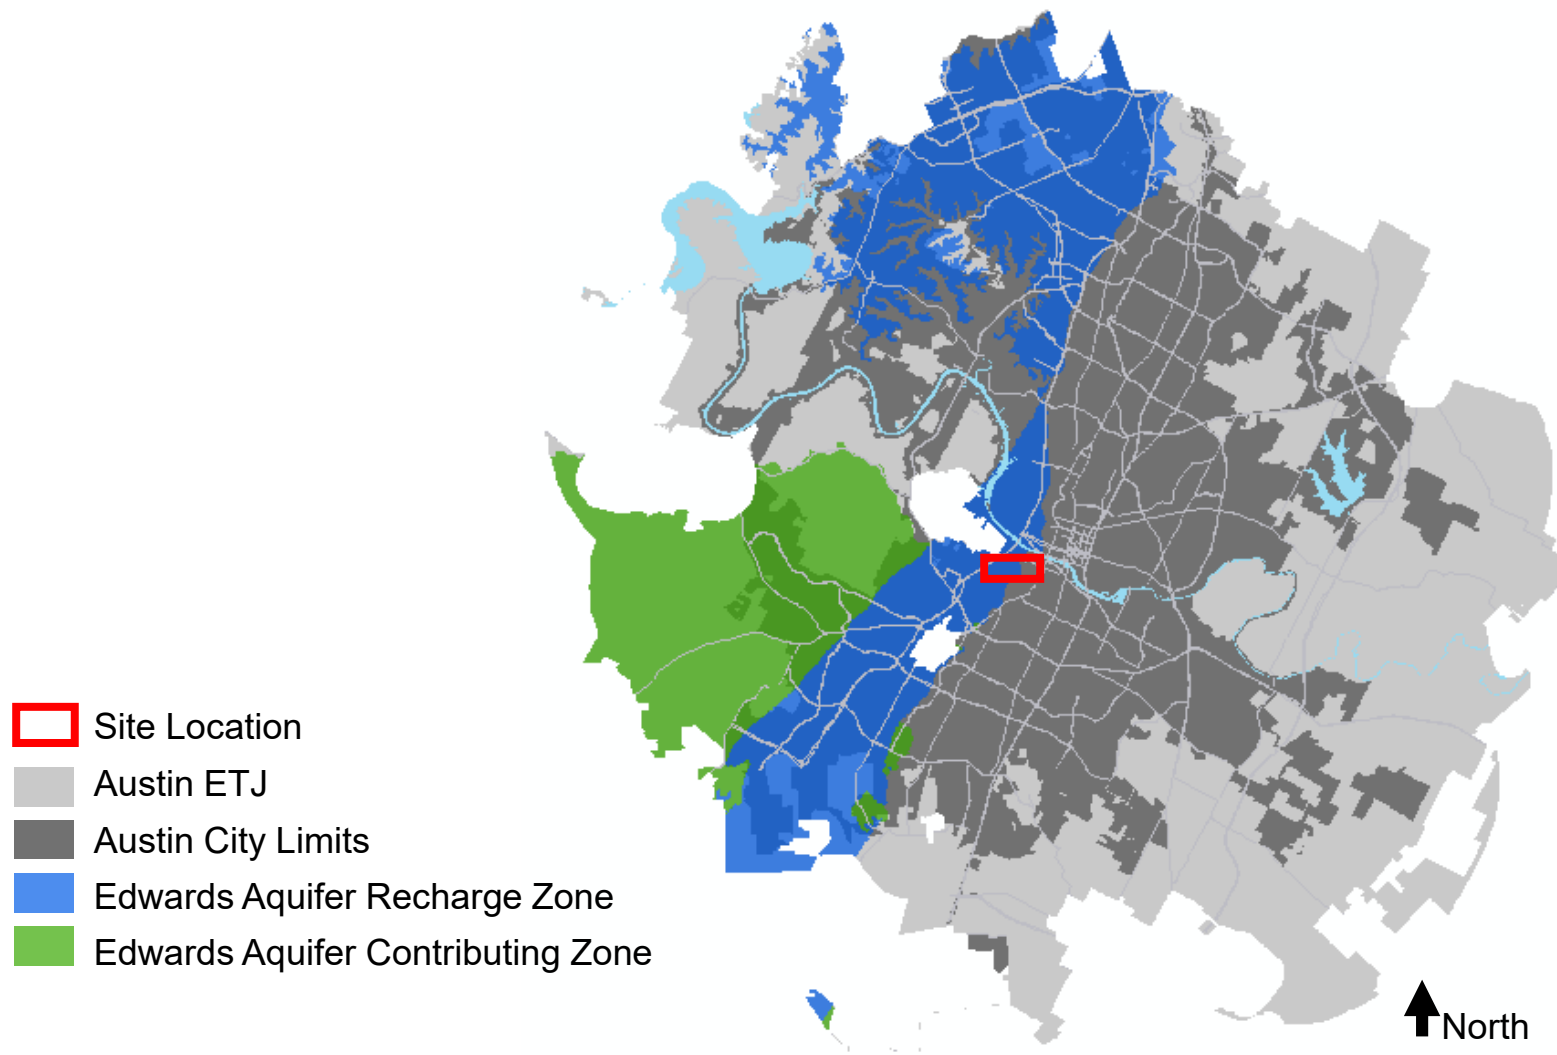 Site Location
Austin ETJ
Austin City Limits
Edwards Aquifer Recharge Zone
Edwards Aquifer Contributing Zone
North